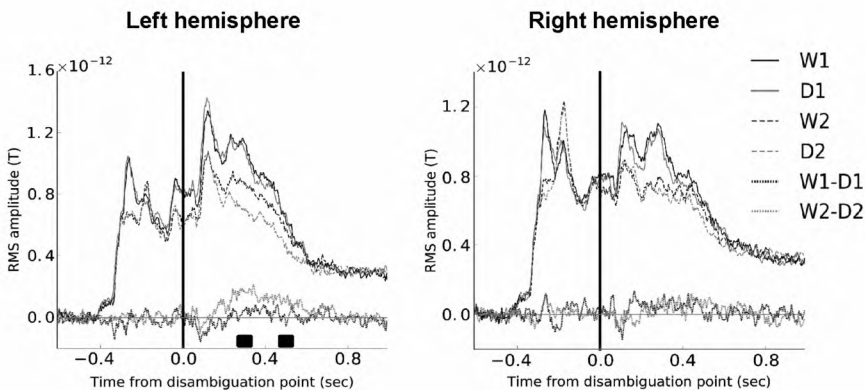 Left hemisphere
×10⁻¹²
1.6
1.2
0.8
0.4
0.0
RMS amplitude (T)
−0.4
0.0
0.4
0.8
Time from disambiguation point (sec)
Right hemisphere
×10⁻¹²
1.2
0.8
0.4
0.0
RMS amplitude (T)
−0.4
0.0
0.4
0.8
Time from disambiguation point (sec)
W1
D1
W2
D2
W1-D1
W2-D2